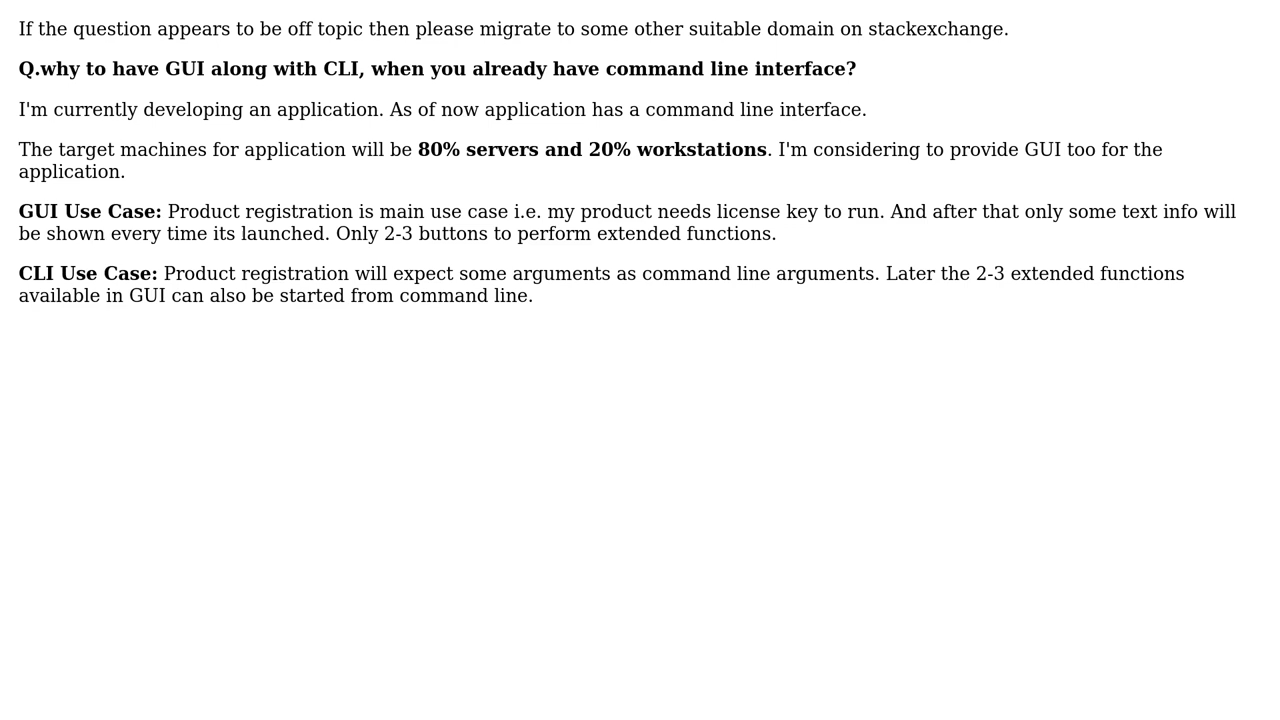 If the question appears to be off topic then please migrate to some other suitable domain on stackexchange.
Q.why to have GUI along with CLI, when you already have command line interface?
I'm currently developing an application. As of now application has a command line interface.
The target machines for application will be 80% servers and 20% workstations. I'm considering to provide GUI too for the
application.
GUI Use Case: Product registration is main use case i.e. my product needs license key to run. And after that only some text info will
be shown every time its launched. Only 2-3 buttons to perform extended functions.
CLI Use Case: Product registration will expect some arguments as command line arguments. Later the 2-3 extended functions
available in GUI can also be started from command line.